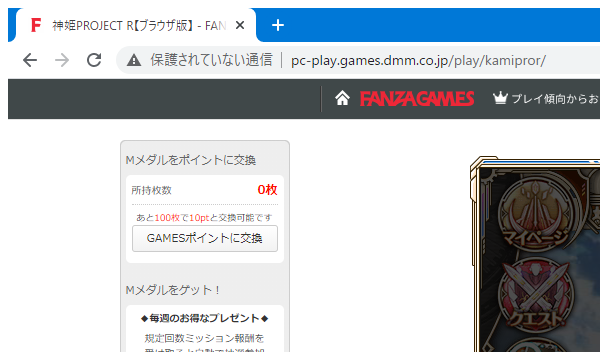 神姫PROJECT R【ブラウザ版】 - FAN
保護されていない通信 | pc-play.games.dmm.co.jp/play/kamipror/
FANZA GAMES
プレイ傾向からお
Mメダルをポイントに交換
所持枚数 0枚
あと100枚で10ptと交換可能です
GAMESポイントに交換
Mメダルをゲット！
◆毎週のお得なプレゼント◆
規定回数ミッション報酬を
マイページ
クエスト